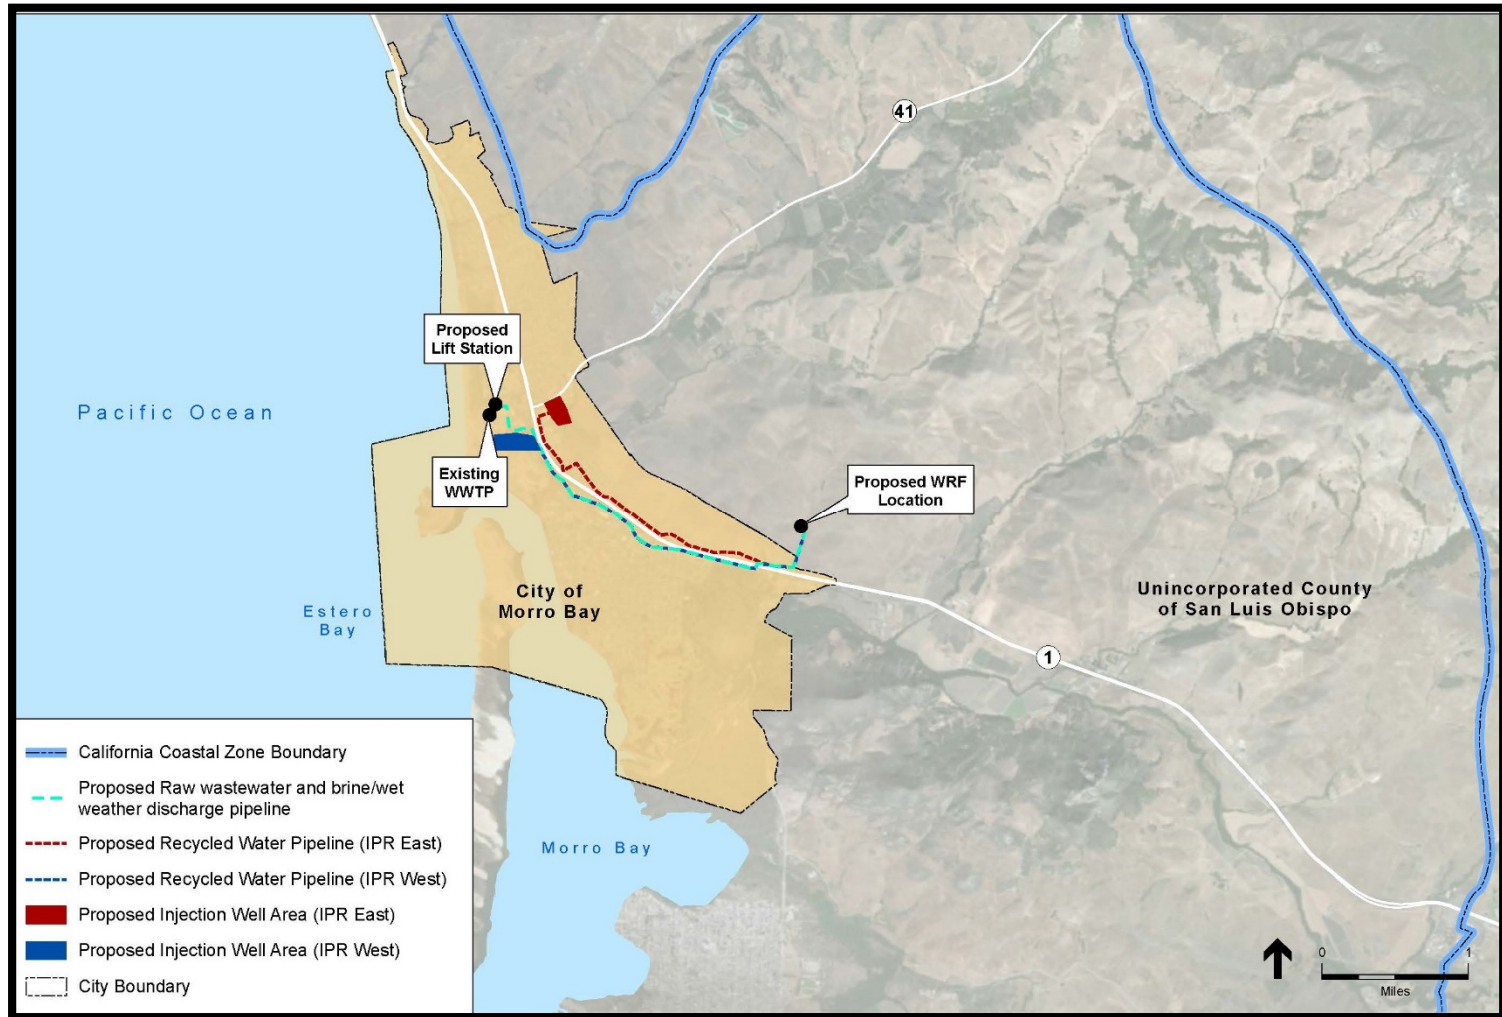 41
Proposed
Lift Station
Pacific Ocean
Existing
WWTP
Proposed WRF
Location
City of
Morro Bay
Estero
Bay
Unincorporated County
of San Luis Obispo
1
Morro Bay
California Coastal Zone Boundary
Proposed Raw wastewater and brine/wet
weather discharge pipeline
Proposed Recycled Water Pipeline (IPR East)
Proposed Recycled Water Pipeline (IPR West)
Proposed Injection Well Area (IPR East)
Proposed Injection Well Area (IPR West)
City Boundary
0 1
Miles